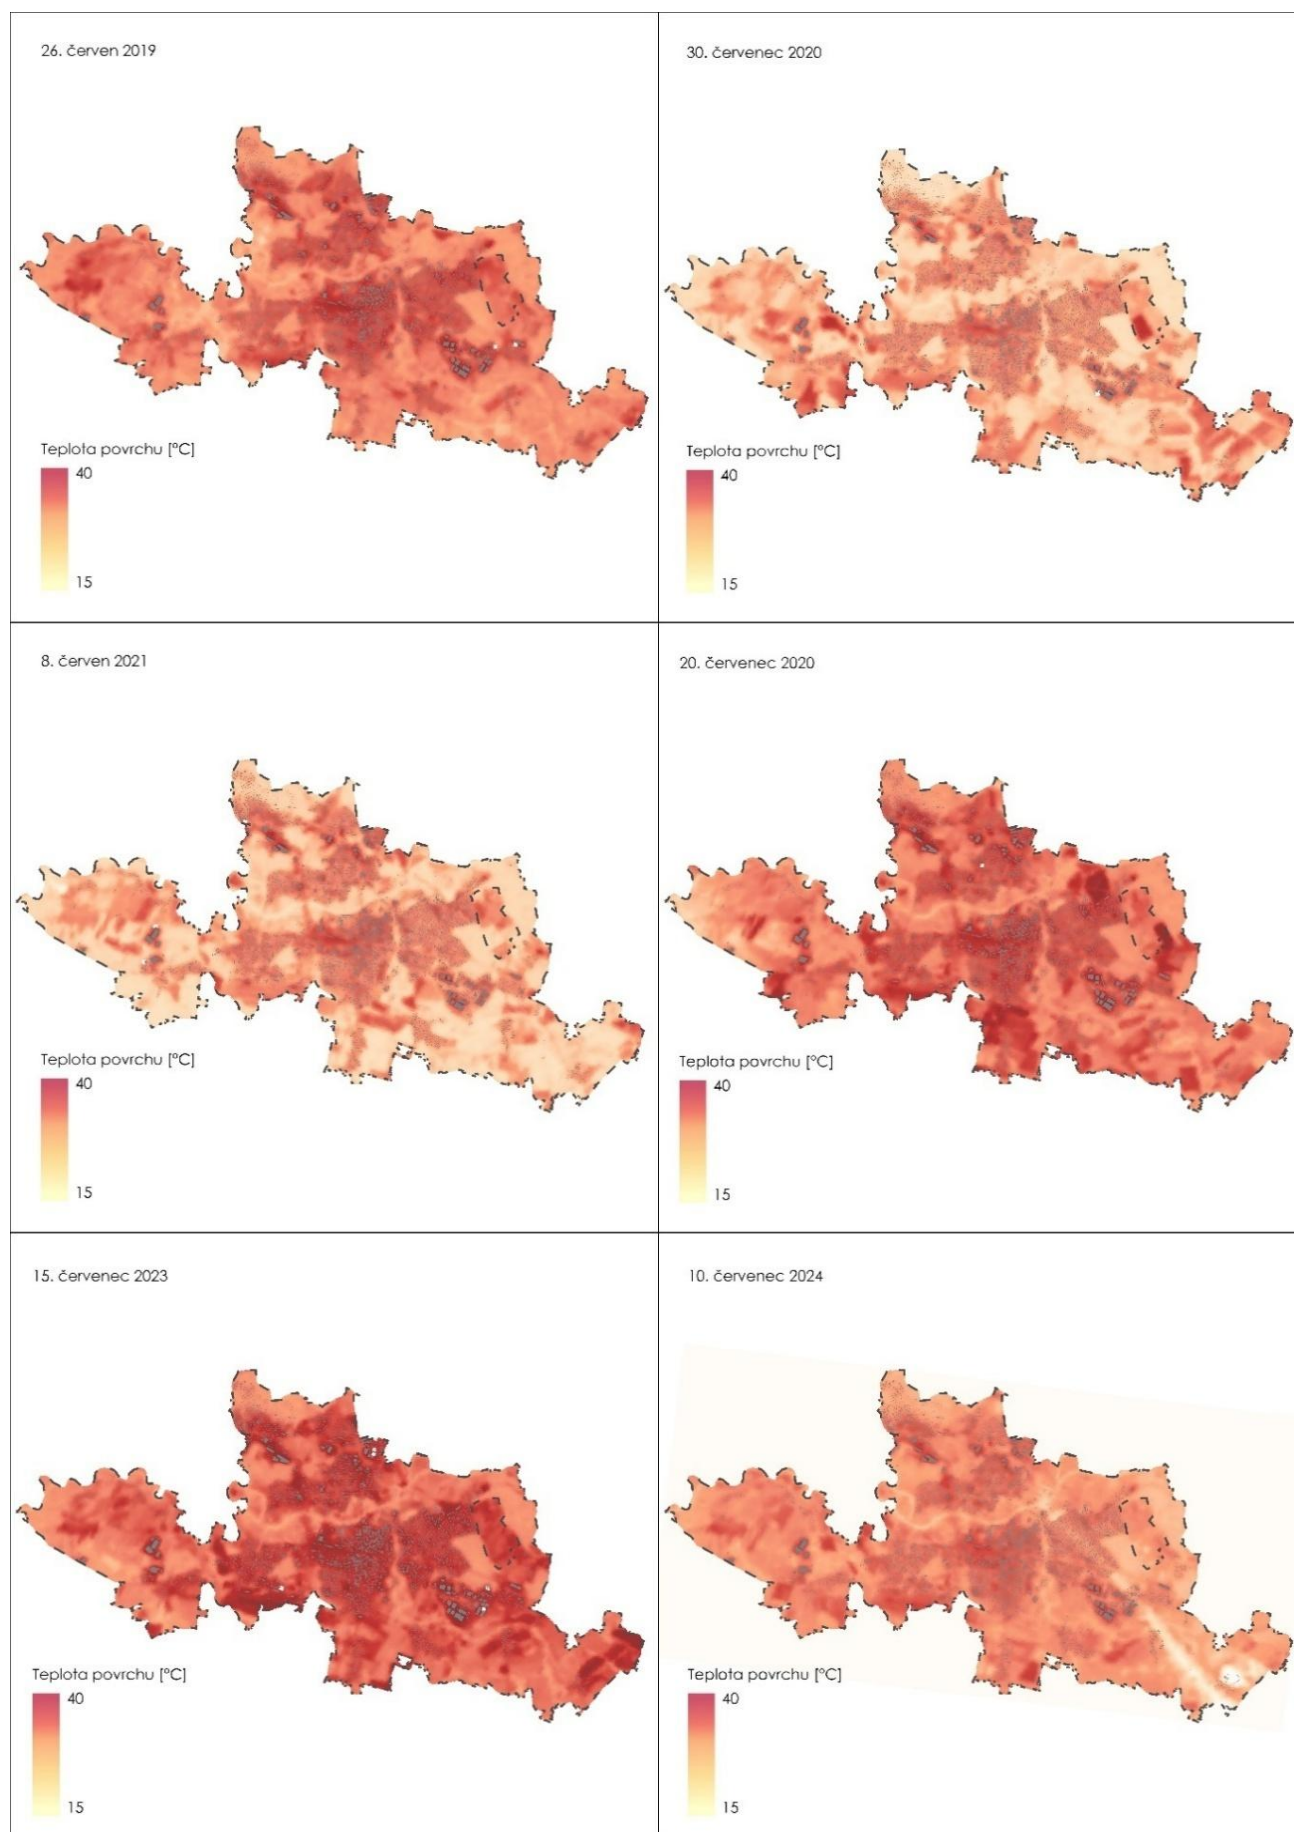 26. červen 2019
30. červenec 2020
Teplota povrchu [°C]
40
15
Teplota povrchu [°C]
40
15
8. červen 2021
20. červenec 2020
Teplota povrchu [°C]
40
15
Teplota povrchu [°C]
40
15
15. červenec 2023
10. červenec 2024
Teplota povrchu [°C]
40
15
Teplota povrchu [°C]
40
15